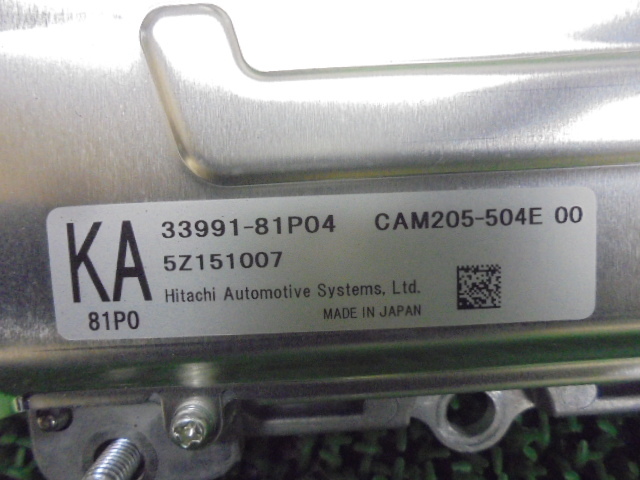 KA
33991-81P04 CAM205-504E 00
5Z151007
Hitachi Automotive Systems, Ltd.
81P0
MADE IN JAPAN